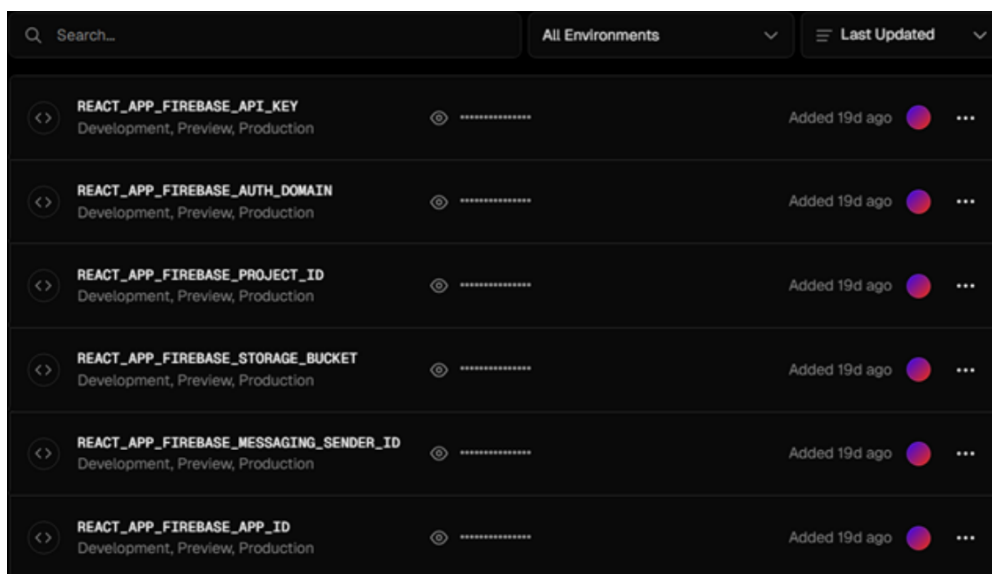 Search...
All Environments
Last Updated
REACT_APP_FIREBASE_API_KEY
Development, Preview, Production
Added 19d ago
REACT_APP_FIREBASE_AUTH_DOMAIN
Development, Preview, Production
Added 19d ago
REACT_APP_FIREBASE_PROJECT_ID
Development, Preview, Production
Added 19d ago
REACT_APP_FIREBASE_STORAGE_BUCKET
Development, Preview, Production
Added 19d ago
REACT_APP_FIREBASE_MESSAGING_SENDER_ID
Development, Preview, Production
Added 19d ago
REACT_APP_FIREBASE_APP_ID
Development, Preview, Production
Added 19d ago